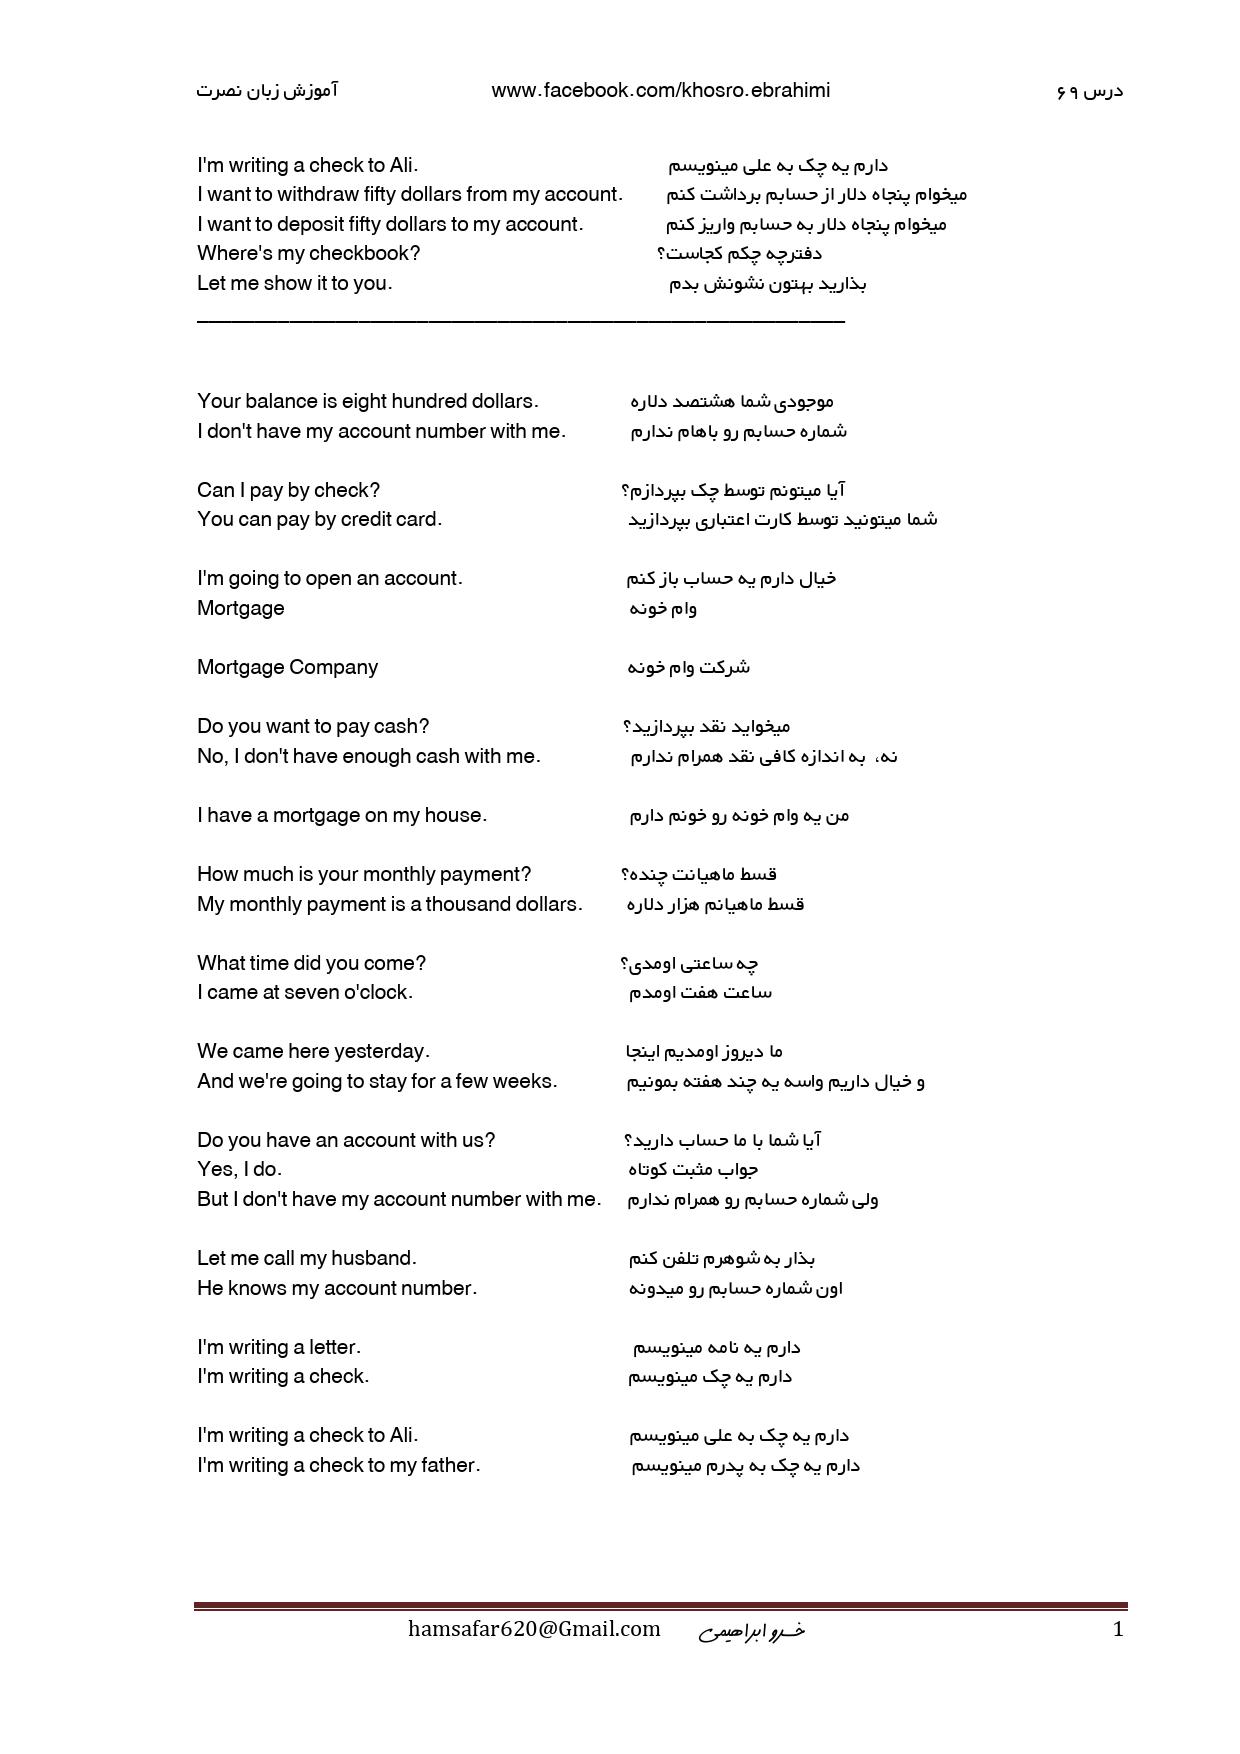 آموزش زبان نصرت www.facebook.com/khosro.ebrahimi درس ۶۹
I'm writing a check to Ali. دارم یه چک به علی مینویسم
I want to withdraw fifty dollars from my account. میخوام پنجاه دلار از حسابم برداشت کنم
I want to deposit fifty dollars to my account. میخوام پنجاه دلار به حسابم واریز کنم
Where's my checkbook? دفترچه چکم کجاست؟
Let me show it to you. بذارید بهتون نشونش بدم
Your balance is eight hundred dollars. موجودی شما هشتصد دلاره
I don't have my account number with me. شماره حسابم رو باهام ندارم
Can I pay by check? آیا میتونم توسط چک بپردازم؟
You can pay by credit card. شما میتونید توسط کارت اعتباری بپردازید
I'm going to open an account. خیال دارم یه حساب باز کنم
Mortgage وام خونه
Mortgage Company شرکت وام خونه
Do you want to pay cash? میخواید نقد بپردازید؟
No, I don't have enough cash with me. نه، به اندازه کافی نقد همرام ندارم
I have a mortgage on my house. من یه وام خونه رو خونم دارم
How much is your monthly payment? قسط ماهیانت چنده؟
My monthly payment is a thousand dollars. قسط ماهیانم هزار دلاره
What time did you come? چه ساعتی اومدی؟
I came at seven o'clock. ساعت هفت اومدم
We came here yesterday. ما دیروز اومدیم اینجا
And we're going to stay for a few weeks. و خیال داریم واسه یه چند هفته بمونیم
Do you have an account with us? آیا شما با ما حساب دارید؟
Yes, I do. جواب مثبت کوتاه
But I don't have my account number with me. ولی شماره حسابم رو همرام ندارم
Let me call my husband. بذار به شوهرم تلفن کنم
He knows my account number. اون شماره حسابم رو میدونه
I'm writing a letter. دارم یه نامه مینویسم
I'm writing a check. دارم یه چک مینویسم
I'm writing a check to Ali. دارم یه چک به علی مینویسم
I'm writing a check to my father. دارم یه چک به پدرم مینویسم
hamsafar620@Gmail.com خسرو ابراهیمی 1